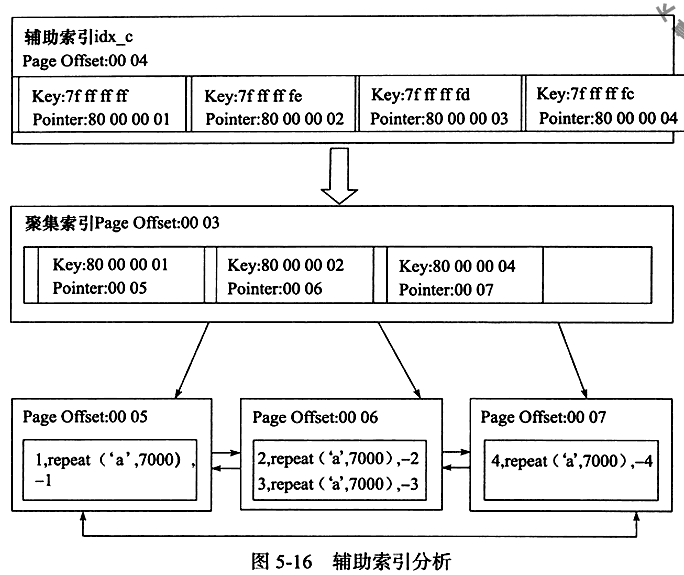 辅助索引idx_c
Page Offset:00 04
Key:7f ff ff ff
Pointer:80 00 00 01
Key:7f ff ff fe
Pointer:80 00 00 02
Key:7f ff ff fd
Pointer:80 00 00 03
Key:7f ff ff fc
Pointer:80 00 00 04
聚集索引Page Offset:00 03
Key:80 00 00 01
Pointer:00 05
Key:80 00 00 02
Pointer:00 06
Key:80 00 00 04
Pointer:00 07
Page Offset:00 05
1,repeat（‘a’,7000）,
-1
Page Offset:00 06
2,repeat（‘a’,7000）,-2
3,repeat（‘a’,7000）,-3
Page Offset:00 07
4,repeat（‘a’,7000）,-4
图 5-16 辅助索引分析